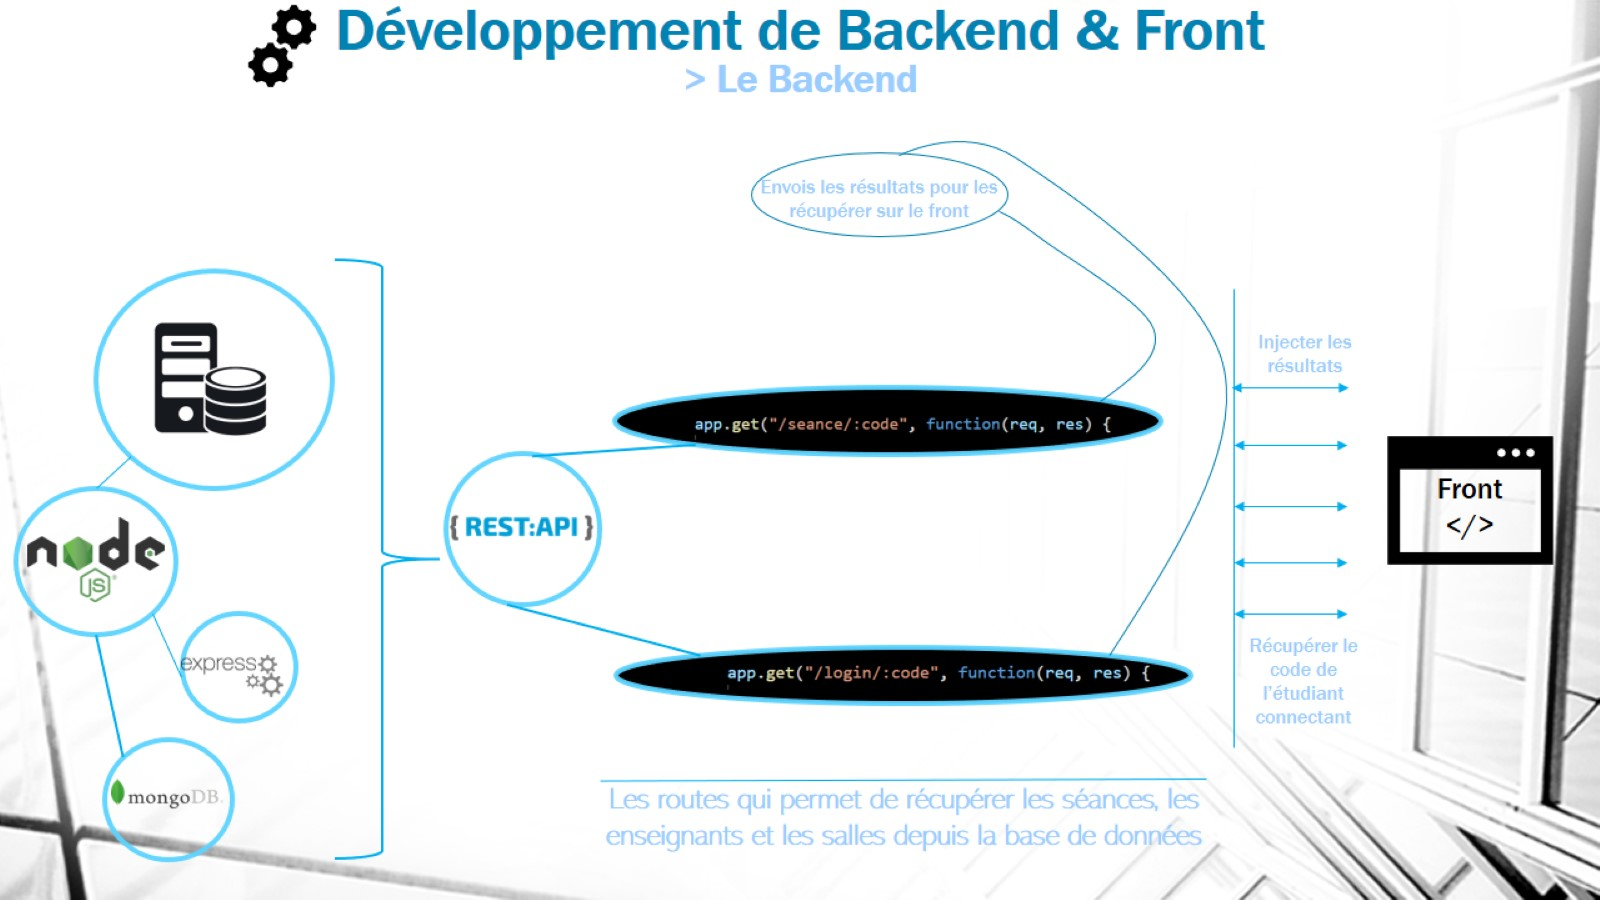 Développement de Backend & Front
> Le Backend
Envois les résultats pour les
récupérer sur le front
Injecter les
résultats
app.get("/seance/:code", function(req, res) {
Front
</>
{ REST:API }
node
JS
express
app.get("/login/:code", function(req, res) {
Récupérer le
code de
l'étudiant
connectant
mongoDB.
Les routes qui permet de récupérer les séances, les
enseignants et les salles depuis la base de données